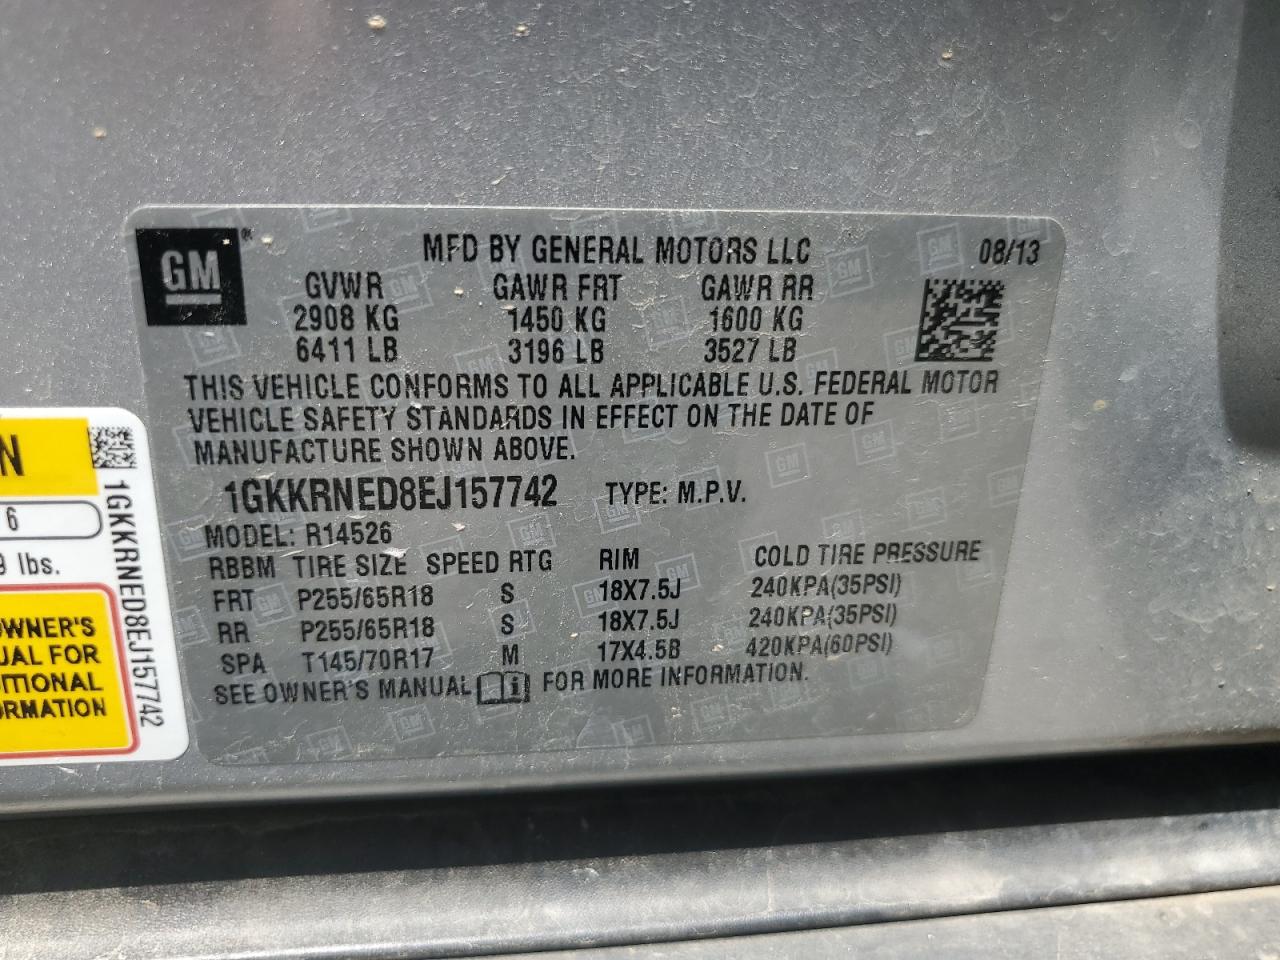 GM ® MFD BY GENERAL MOTORS LLC 08/13
GVWR GAWR FRT GAWR RR
2908 KG 1450 KG 1600 KG
6411 LB 3196 LB 3527 LB
THIS VEHICLE CONFORMS TO ALL APPLICABLE U.S. FEDERAL MOTOR
VEHICLE SAFETY STANDARDS IN EFFECT ON THE DATE OF
MANUFACTURE SHOWN ABOVE.
1GKKRNED8EJ157742 TYPE: M.P.V.
MODEL: R14526
RBBM TIRE SIZE SPEED RTG RIM COLD TIRE PRESSURE
FRT P255/65R18 S 18X7.5J 240KPA(35PSI)
RR P255/65R18 S 18X7.5J 240KPA(35PSI)
SPA T145/70R17 M 17X4.5B 420KPA(60PSI)
SEE OWNER'S MANUAL FOR MORE INFORMATION.
N
6
9 lbs.
OWNER'S
UAL FOR
ITIONAL
ORMATION
1GKKRNED8EJ157742